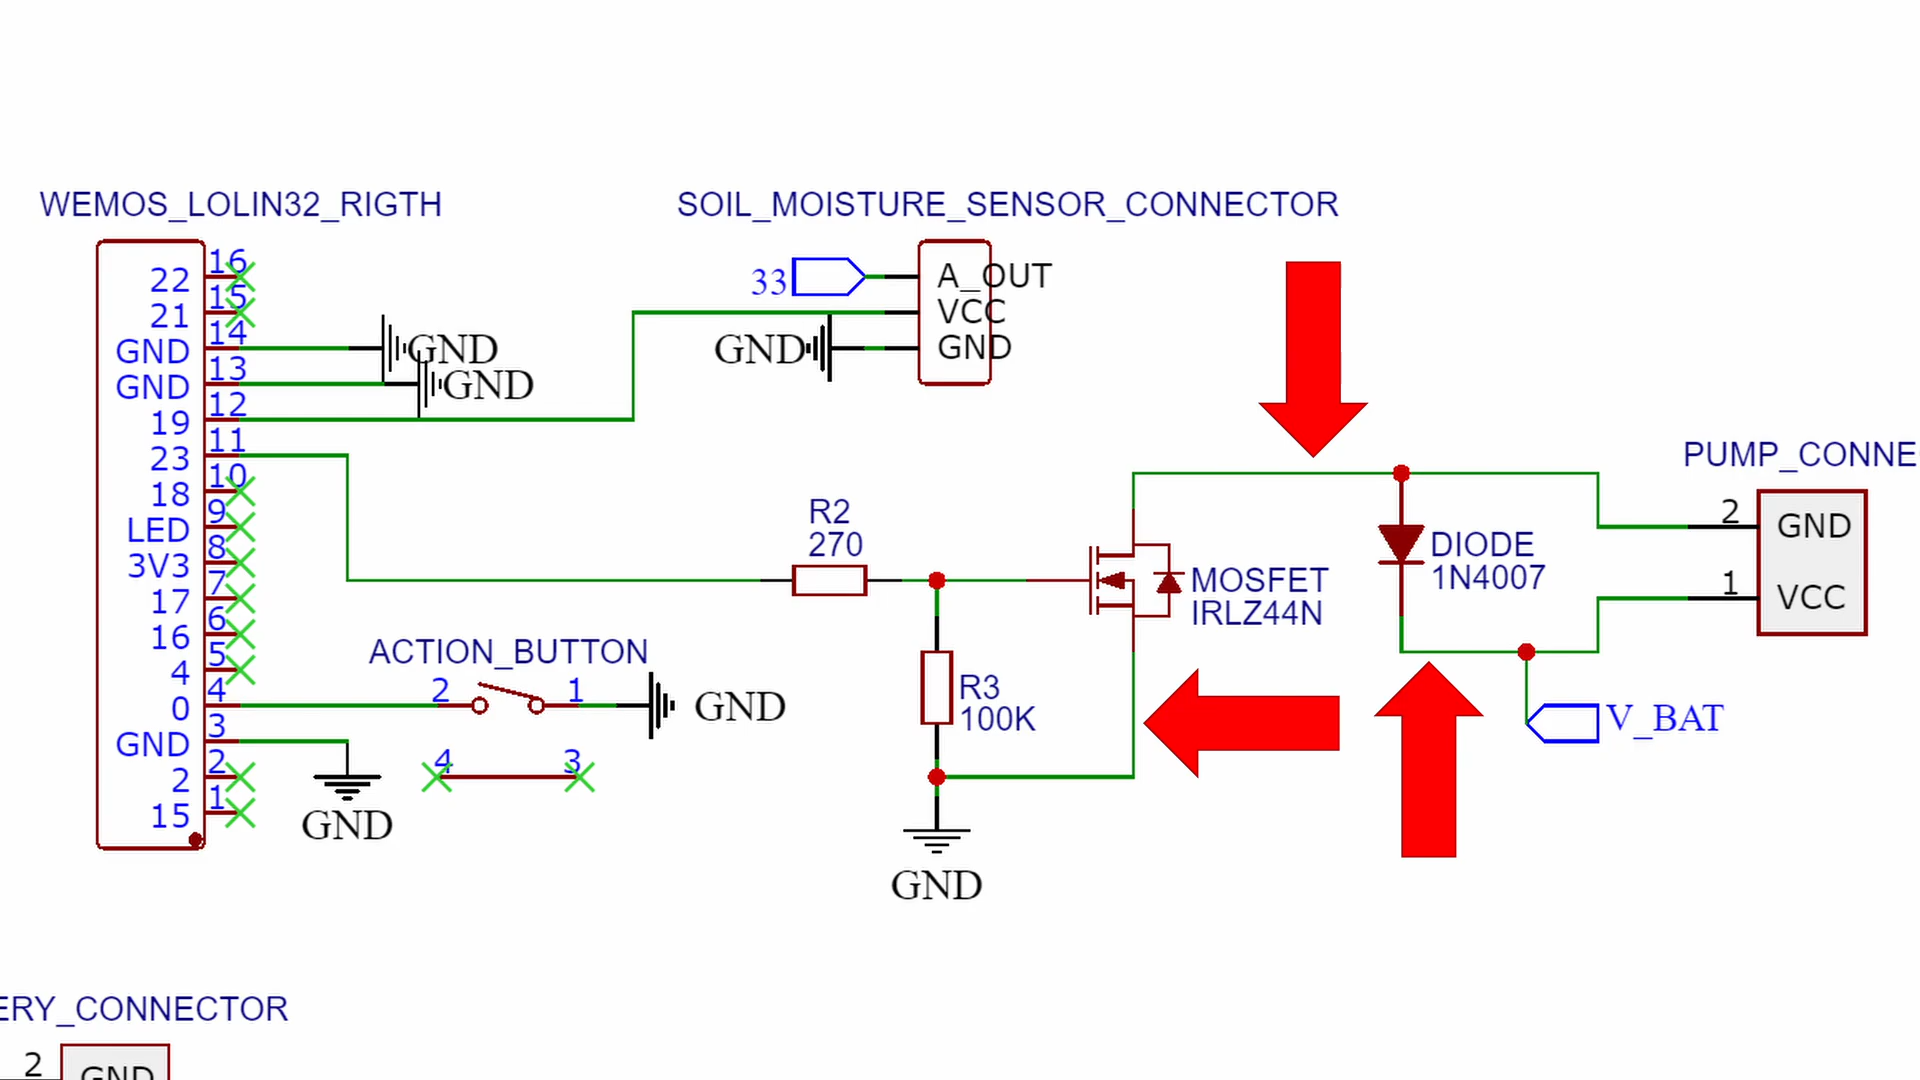 WEMOS_LOLIN32_RIGTH
22 16
21 15
GND 14 GND
GND 13 GND
19 12
23 11
18 10
LED 9
3V3 8
17 7
16 6
4 5
0 4
GND 3
2 2
15 1
GND
ACTION_BUTTON
2 1 GND
4 3
SOIL_MOISTURE_SENSOR_CONNECTOR
33 A_OUT
VCC
GND GND
R2
270
R3
100K
GND
MOSFET
IRLZ44N
DIODE
1N4007
V_BAT
PUMP_CONNE
2 GND
1 VCC
ERY_CONNECTOR
2 GND